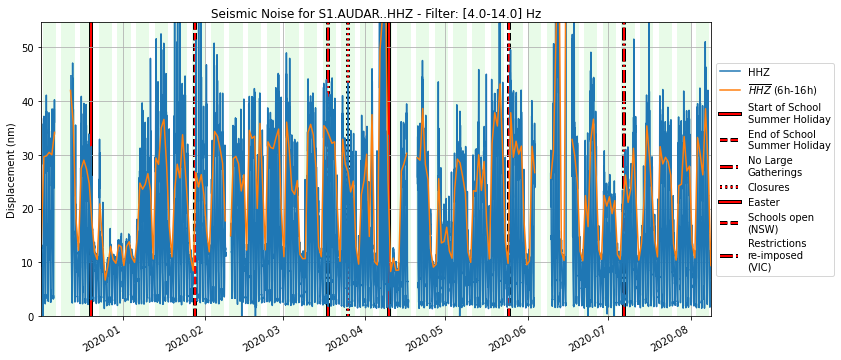 Seismic Noise for S1.AUDAR..HHZ - Filter: [4.0-14.0] Hz
Displacement (nm)
50
40
30
20
10
0
2020-01
2020-02
2020-03
2020-04
2020-05
2020-06
2020-07
2020-08
HHZ
HHZ (6h-16h)
Start of School
Summer Holiday
End of School
Summer Holiday
No Large
Gatherings
Closures
Easter
Schools open
(NSW)
Restrictions
re-imposed
(VIC)